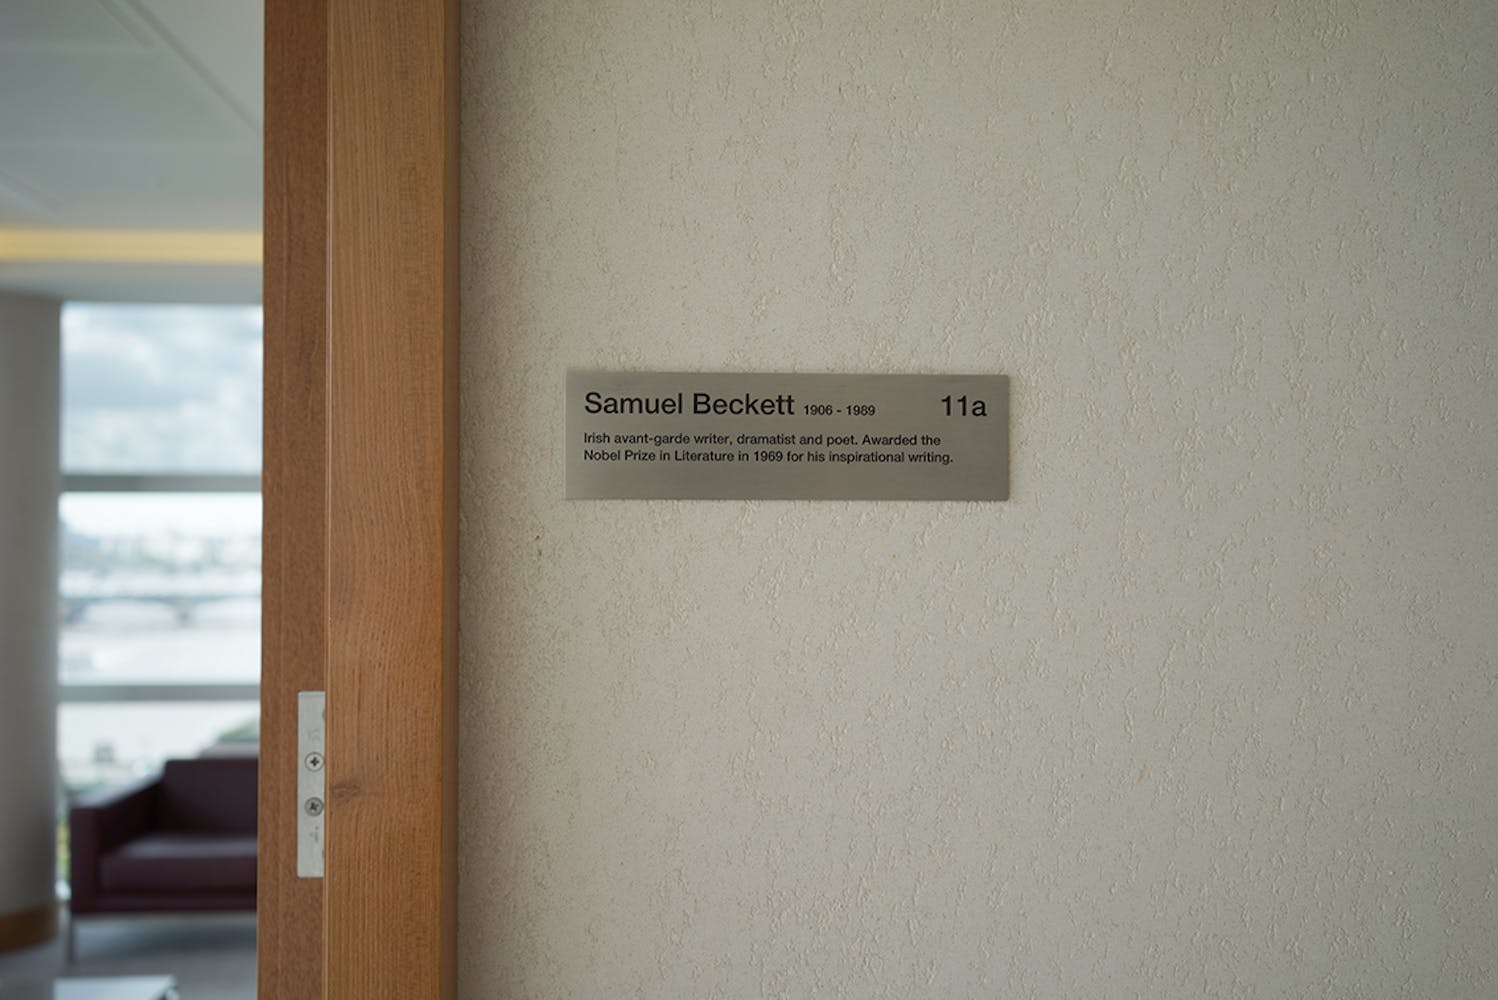 Samuel Beckett 1906 - 1989 11a
Irish avant-garde writer, dramatist and poet. Awarded the
Nobel Prize in Literature in 1969 for his inspirational writing.